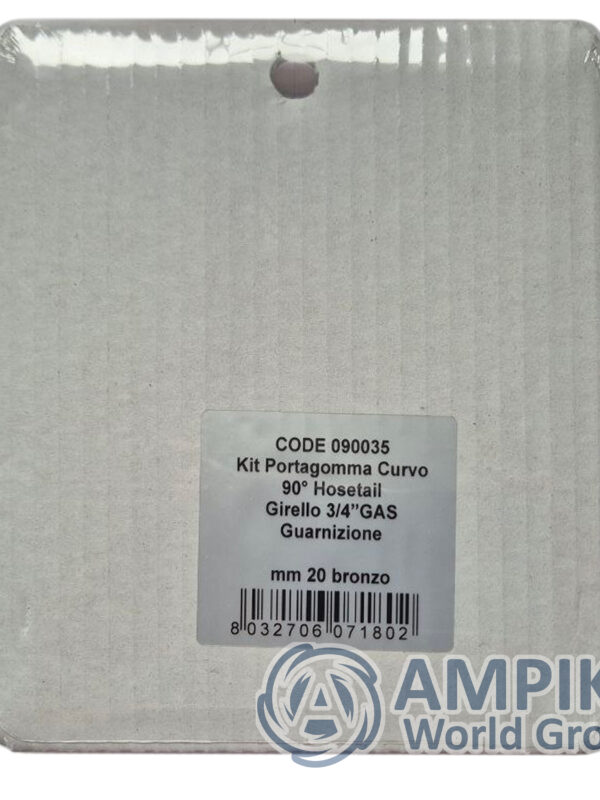 CODE 090035
Kit Portagomma Curvo
90° Hosetail
Girello 3/4”GAS
Guarnizione
mm 20 bronzo
8 032706 071802
AMPIK
World Gro